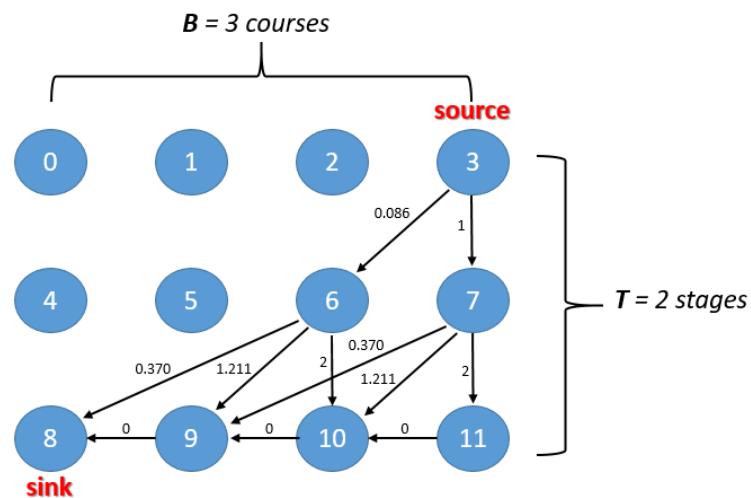 B = 3 courses
source
0 1 2 3
0.086 1
4 5 6 7
T = 2 stages
0.370 1.211 2 0.370 1.211 2
0 0 0
8 9 10 11
sink